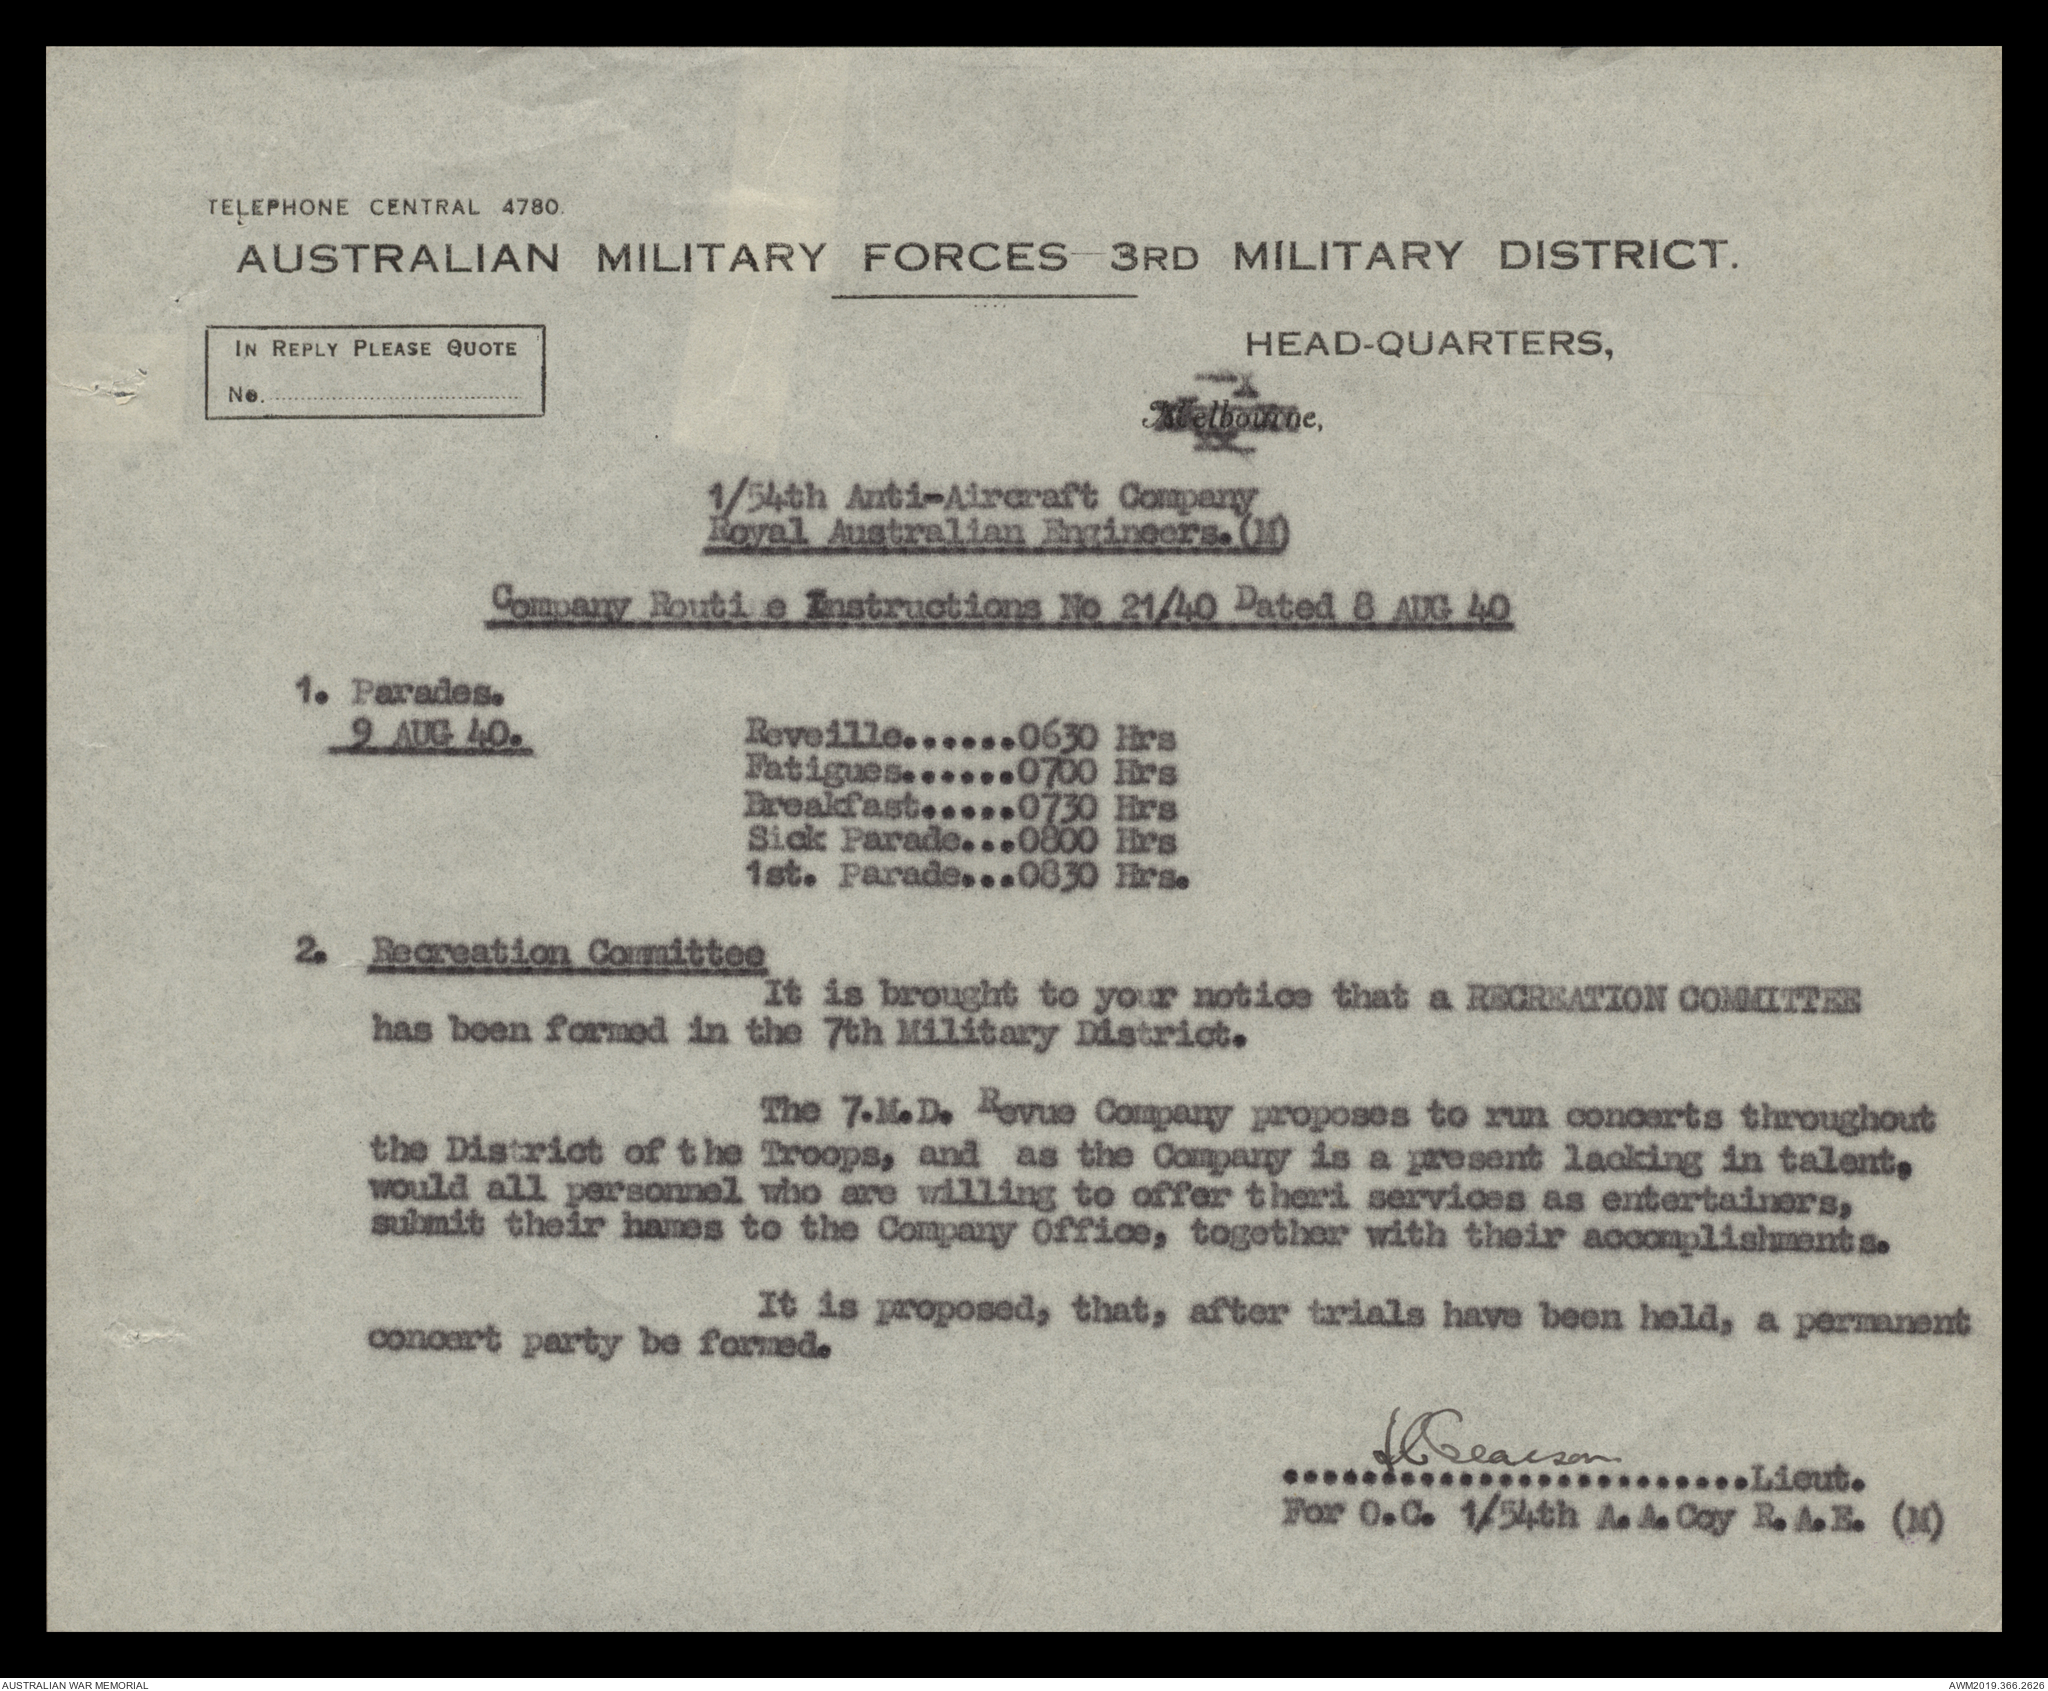 TELEPHONE CENTRAL 4780.
AUSTRALIAN MILITARY FORCES—3RD MILITARY DISTRICT.
IN REPLY PLEASE QUOTE
No.
HEAD-QUARTERS,
Melbourne,
1/54th Anti-Aircraft Company
Royal Australian Engineers.(M)
Company Routi e Instructions No 21/40 Dated 8 AUG 40
1. Parades.
9 AUG 40.
Reveille......0630 Hrs
Fatigues......0700 Hrs
Breakfast.....0730 Hrs
Sick Parade...0800 Hrs
1st. Parade...0830 Hrs.
2. Recreation Committee
It is brought to your notice that a RECREATION COMMITTEE
has been formed in the 7th Military District.
The 7.M.D. Revue Company proposes to run concerts throughout
the District of the Troops, and as the Company is a present lacking in talent,
would all personnel who are willing to offer theri services as entertainers,
submit their names to the Company Office, together with their accomplishments.
It is proposed, that, after trials have been held, a permanent
concert party be formed.
........................Lieut.
For O.C. 1/54th A.A.Coy R.A.E. (M)
AUSTRALIAN WAR MEMORIAL
AWM2019.366.2626